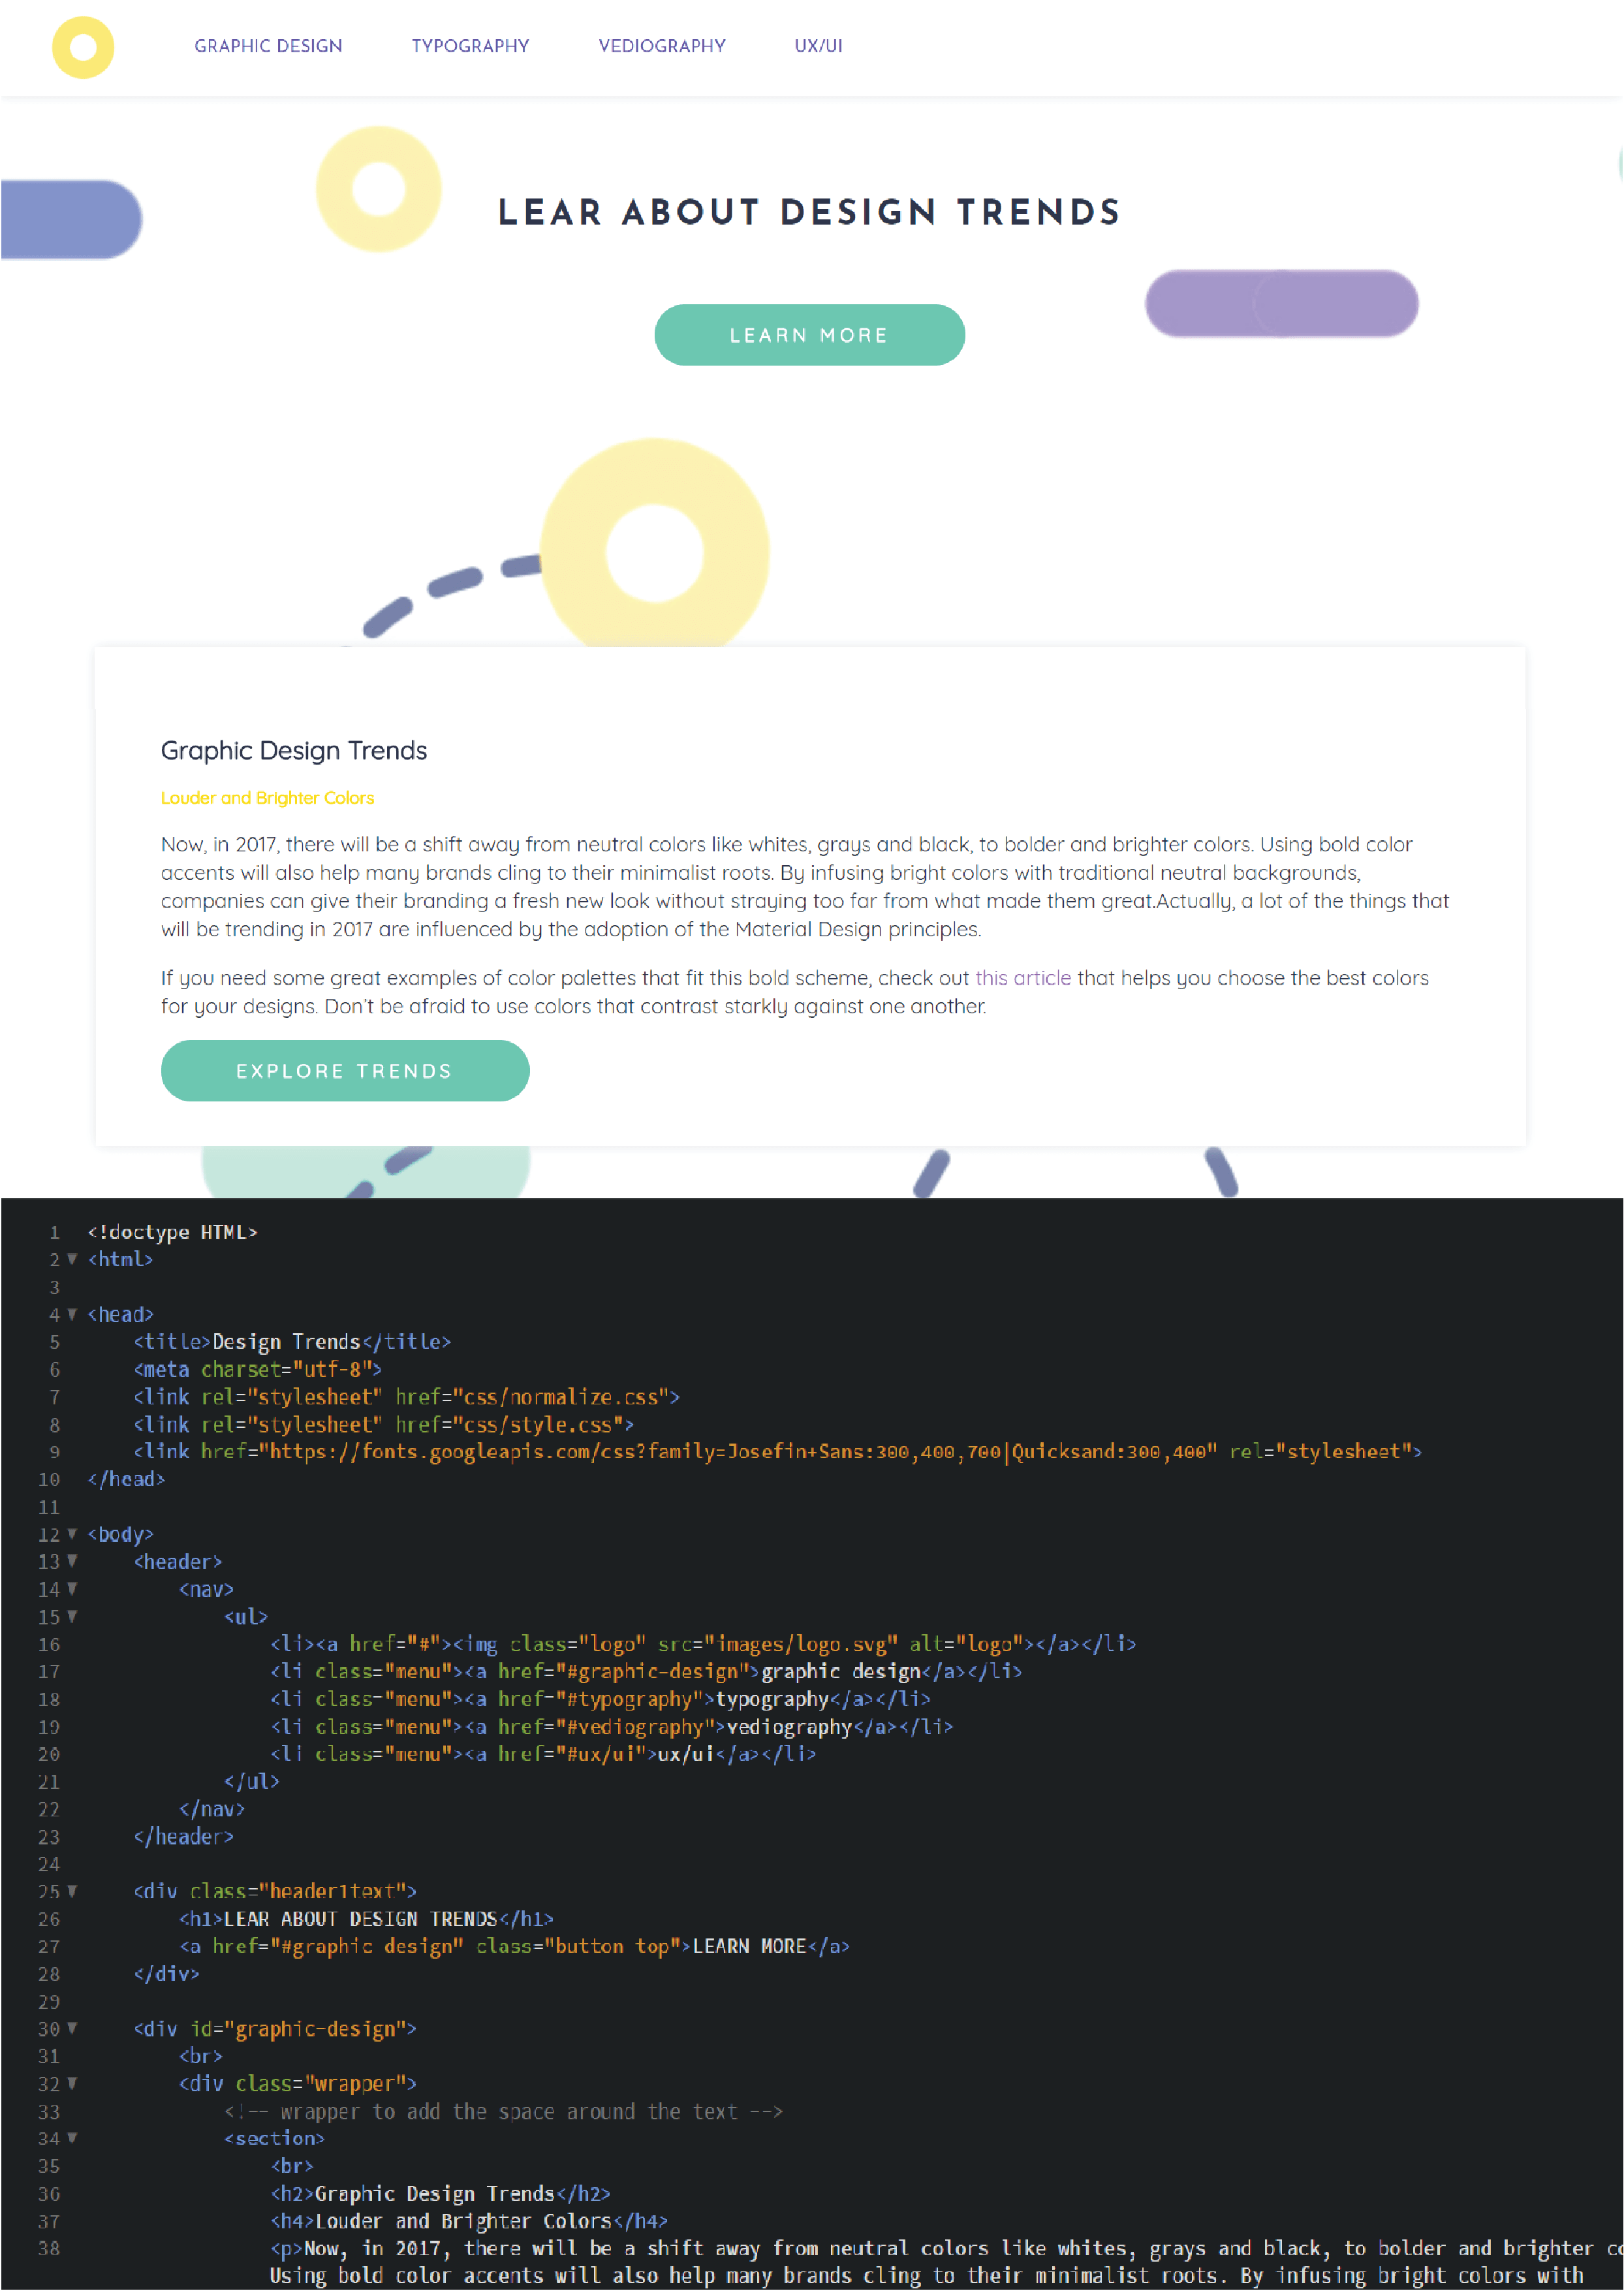 GRAPHIC DESIGN TYPOGRAPHY VEDIOGRAPHY UX/UI
LEAR ABOUT DESIGN TRENDS
LEARN MORE
Graphic Design Trends
Louder and Brighter Colors
Now, in 2017, there will be a shift away from neutral colors like whites, grays and black, to bolder and brighter colors. Using bold color
accents will also help many brands cling to their minimalist roots. By infusing bright colors with traditional neutral backgrounds,
companies can give their branding a fresh new look without straying too far from what made them great.Actually, a lot of the things that
will be trending in 2017 are influenced by the adoption of the Material Design principles.
If you need some great examples of color palettes that fit this bold scheme, check out this article that helps you choose the best colors
for your designs. Don't be afraid to use colors that contrast starkly against one another.
EXPLORE TRENDS
1 <!doctype HTML>
2 ▼ <html>
3
4 ▼ <head>
5 <title>Design Trends</title>
6 <meta charset="utf-8">
7 <link rel="stylesheet" href="css/normalize.css">
8 <link rel="stylesheet" href="css/style.css">
9 <link href="https://fonts.googleapis.com/css?family=Josefin+Sans:300,400,700|Quicksand:300,400" rel="stylesheet">
10 </head>
11
12 ▼ <body>
13 ▼ <header>
14 ▼ <nav>
15 ▼ <ul>
16 <li><a href="#"><img class="logo" src="images/logo.svg" alt="logo"></a></li>
17 <li class="menu"><a href="#graphic-design">graphic design</a></li>
18 <li class="menu"><a href="#typography">typography</a></li>
19 <li class="menu"><a href="#vediography">vediography</a></li>
20 <li class="menu"><a href="#ux/ui">ux/ui</a></li>
21 </ul>
22 </nav>
23 </header>
24
25 ▼ <div class="header1text">
26 <h1>LEAR ABOUT DESIGN TRENDS</h1>
27 <a href="#graphic design" class="button top">LEARN MORE</a>
28 </div>
29
30 ▼ <div id="graphic-design">
31 <br>
32 ▼ <div class="wrapper">
33 <!-- wrapper to add the space around the text -->
34 ▼ <section>
35 <br>
36 <h2>Graphic Design Trends</h2>
37 <h4>Louder and Brighter Colors</h4>
38 <p>Now, in 2017, there will be a shift away from neutral colors like whites, grays and black, to bolder and brighter
Using bold color accents will also help many brands cling to their minimalist roots. By infusing bright colors with